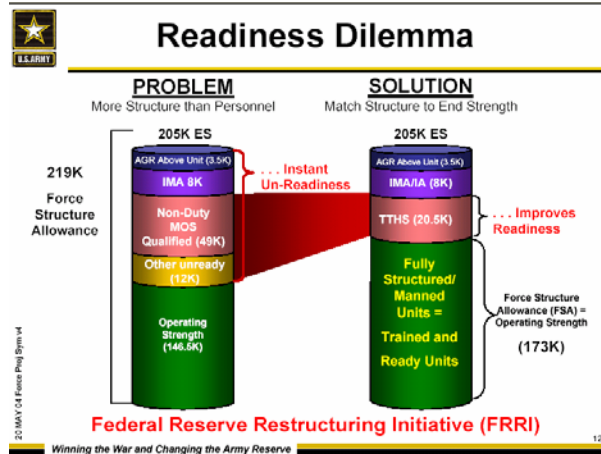 U.S.ARMY
Readiness Dilemma
PROBLEM
More Structure than Personnel
SOLUTION
Match Structure to End Strength
205K ES
205K ES
219K
Force
Structure
Allowance
AGR Above Unit (3.5K)
IMA 8K
Non-Duty
MOS
Qualified (49K)
Other unready
(12K)
Operating
Strength
(146.5K)
. . . Instant
Un-Readiness
AGR Above Unit (3.5K)
IMA/IA (8K)
TTHS (20.5K)
Fully
Structured/
Manned
Units =
Trained and
Ready Units
. . . Improves
Readiness
Force Structure
Allowance (FSA) =
Operating Strength
(173K)
20 MAY 04 Force Proj Sym v4
Federal Reserve Restructuring Initiative (FRRI)
12
Winning the War and Changing the Army Reserve